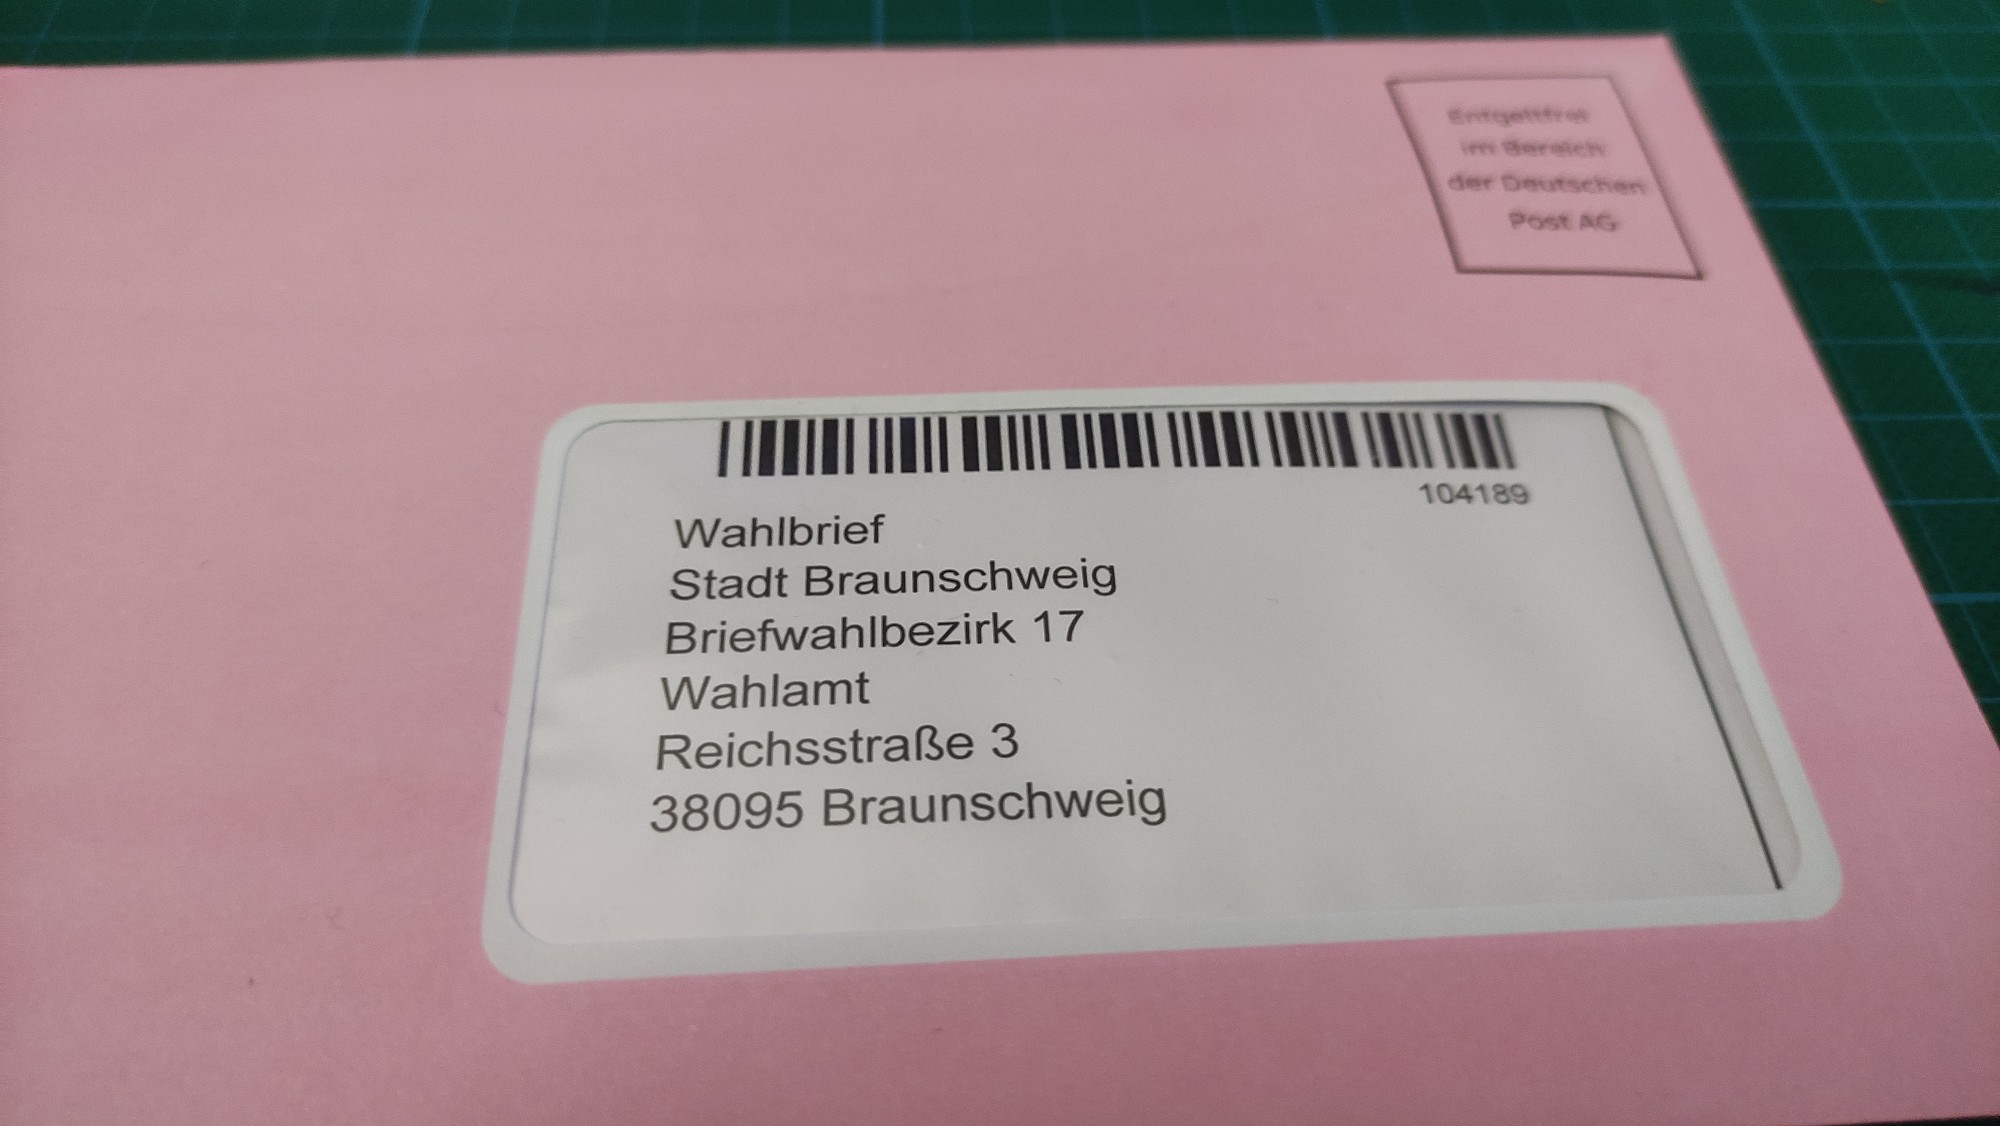 Entgeltfrei
im Bereich
der Deutschen
Post AG
104189
Wahlbrief
Stadt Braunschweig
Briefwahlbezirk 17
Wahlamt
Reichsstraße 3
38095 Braunschweig